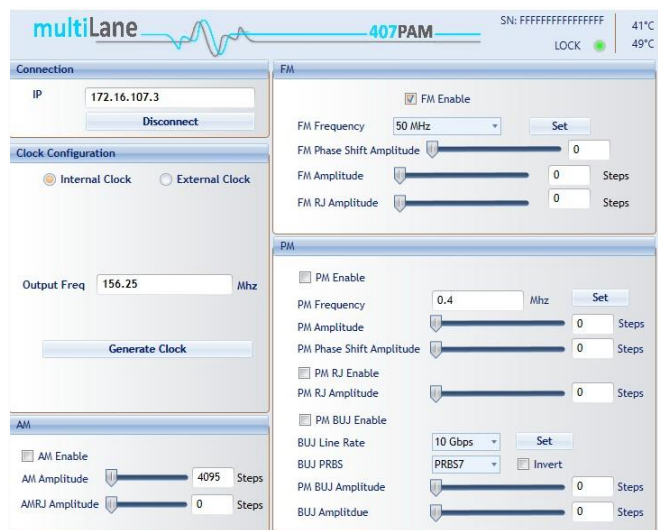 multiLane
407PAM
SN: FFFFFFFFFFFFFFFF
41°C
LOCK
49°C
Connection
IP 172.16.107.3
Disconnect
Clock Configuration
Internal Clock External Clock
Output Freq 156.25 Mhz
Generate Clock
AM
AM Enable
AM Amplitude 4095 Steps
AMRJ Amplitude 0 Steps
FM
FM Enable
FM Frequency 50 MHz Set
FM Phase Shift Amplitude 0
FM Amplitude 0 Steps
FM RJ Amplitude 0 Steps
PM
PM Enable
PM Frequency 0.4 Mhz Set
PM Amplitude 0 Steps
PM Phase Shift Amplitude 0 Steps
PM RJ Enable
PM RJ Amplitude 0 Steps
PM BUJ Enable
BUJ Line Rate 10 Gbps Set
BUJ PRBS PRBS7 Invert
PM BUJ Amplitude 0 Steps
BUJ Amplitdue 0 Steps